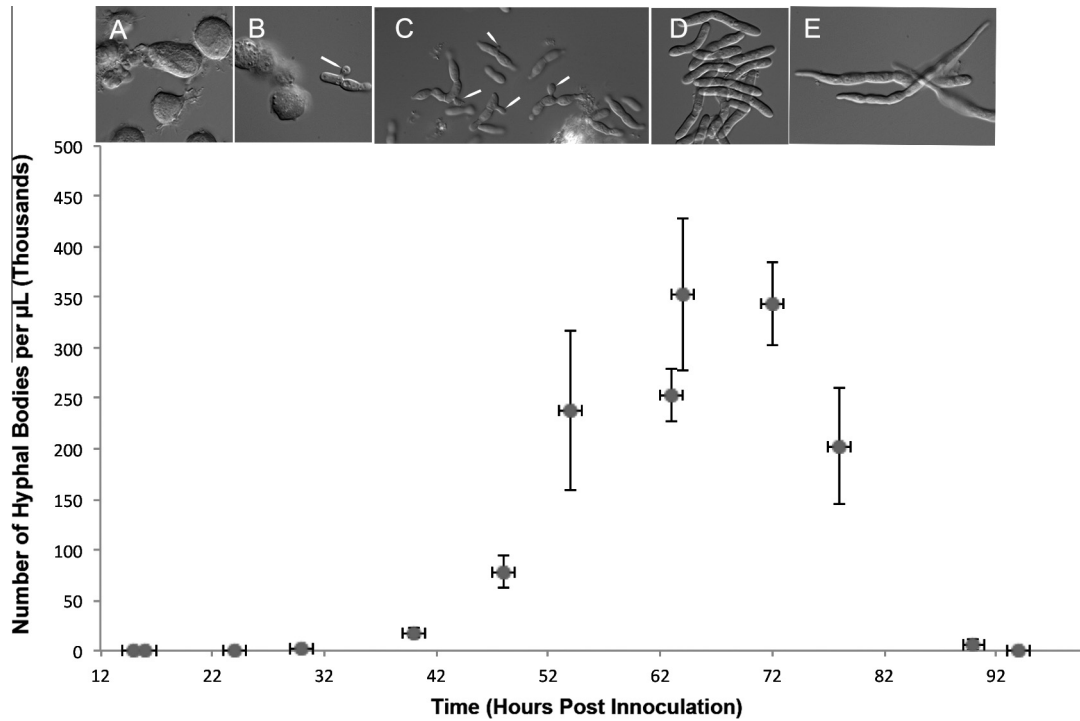 A B C D E
500
450
400
350
300
250
200
150
100
50
0
Number of Hyphal Bodies per µL (Thousands)
12 22 32 42 52 62 72 82 92
Time (Hours Post Innoculation)